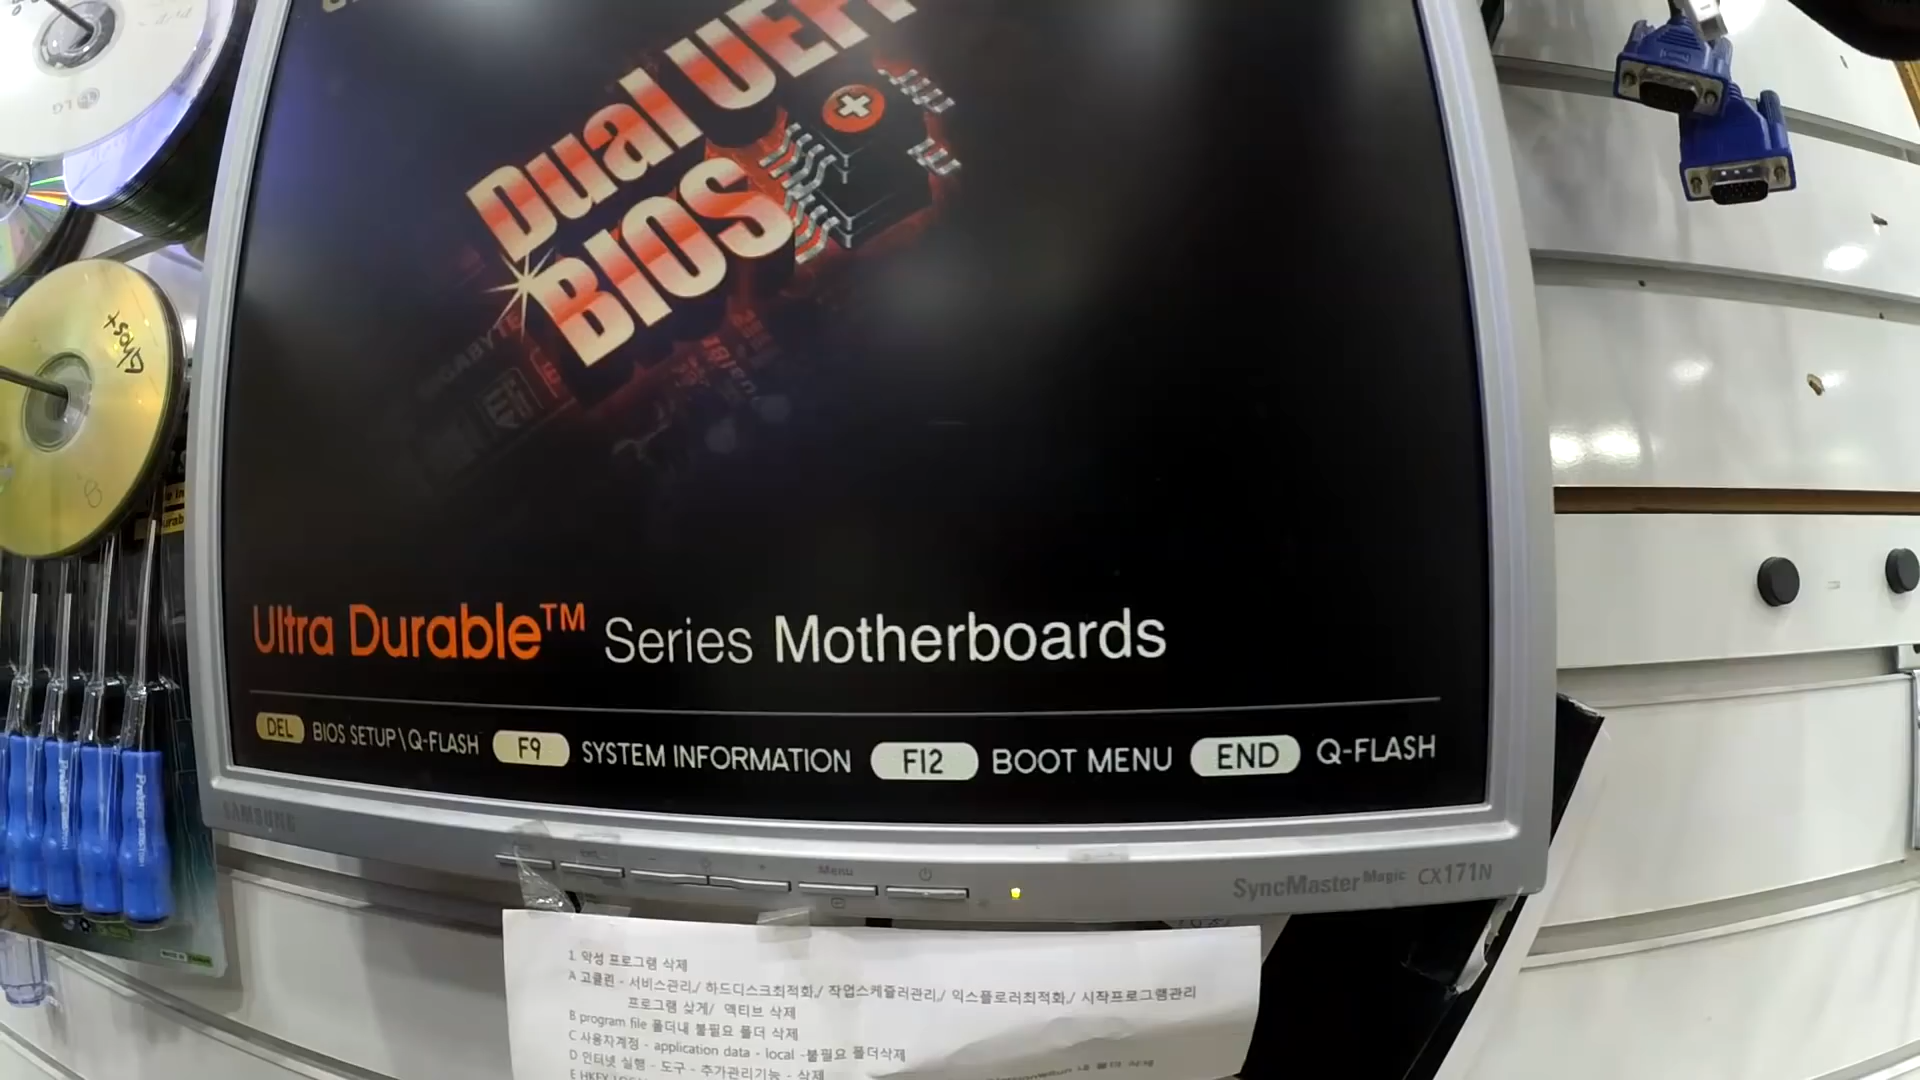 LG
Dual UEFI
BIOS
GIGABYTE
Ghost
Ultra Durable™ Series Motherboards
DEL BIOS SETUP\Q-FLASH F9 SYSTEM INFORMATION F12 BOOT MENU END Q-FLASH
SAMSUNG
Menu
SyncMaster Magic CX171N
1. 악성 프로그램 삭제
A 고클린 - 서비스관리./ 하드디스크최적화./ 작업스케쥴러관리./ 익스플로러최적화./ 시작프로그램관리
프로그램 삮게/ 액티브 삭제
B program file 폴더내 불필요 폴더 삭제
C 사용자계정 - application data - local -불필요 폴더삭제
D 인터넷 실행 - 도구 - 추가관리기능 - 삭제